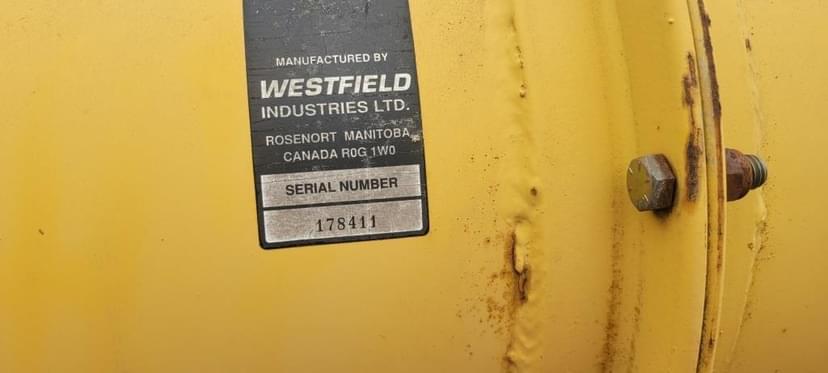 MANUFACTURED BY
WESTFIELD
INDUSTRIES LTD.
ROSENORT MANITOBA
CANADA R0G 1W0
SERIAL NUMBER
178411